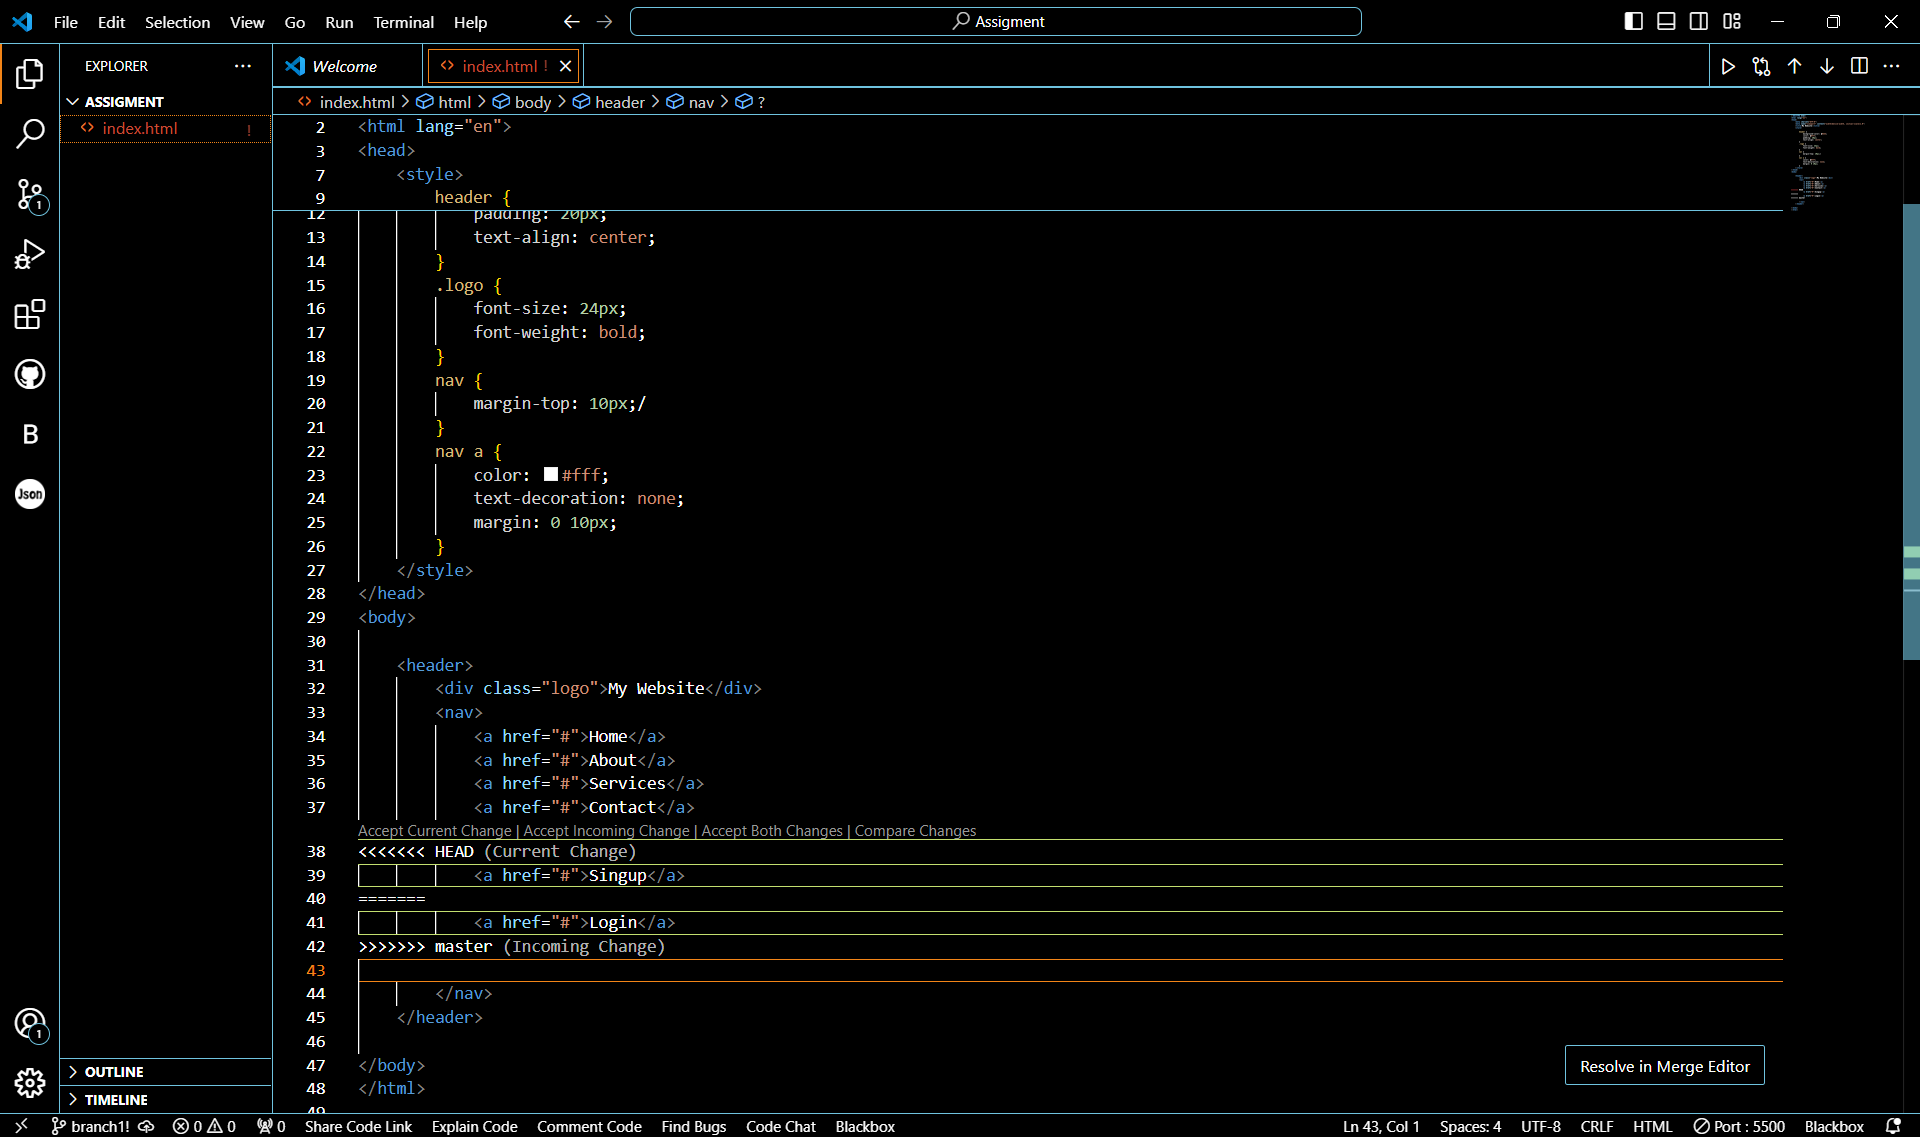 File Edit Selection View Go Run Terminal Help Assigment
EXPLORER
ASSIGMENT
index.html !
1
B
Json
1
OUTLINE
TIMELINE
Welcome index.html !
index.html > html > body > header > nav > ?
2 <html lang="en">
3 <head>
7 <style>
9 header {
12 padding: 20px;
13 text-align: center;
14 }
15 .logo {
16 font-size: 24px;
17 font-weight: bold;
18 }
19 nav {
20 margin-top: 10px;/
21 }
22 nav a {
23 color: #fff;
24 text-decoration: none;
25 margin: 0 10px;
26 }
27 </style>
28 </head>
29 <body>
30
31 <header>
32 <div class="logo">My Website</div>
33 <nav>
34 <a href="#">Home</a>
35 <a href="#">About</a>
36 <a href="#">Services</a>
37 <a href="#">Contact</a>
Accept Current Change | Accept Incoming Change | Accept Both Changes | Compare Changes
38 <<<<<<< HEAD (Current Change)
39 <a href="#">Singup</a>
40 =======
41 <a href="#">Login</a>
42 >>>>>>> master (Incoming Change)
43
44 </nav>
45 </header>
46
47 </body>
48 </html>
49
Resolve in Merge Editor
branch1! 0 0 0 Share Code Link Explain Code Comment Code Find Bugs Code Chat Blackbox Ln 43, Col 1 Spaces: 4 UTF-8 CRLF HTML Port : 5500 Blackbox